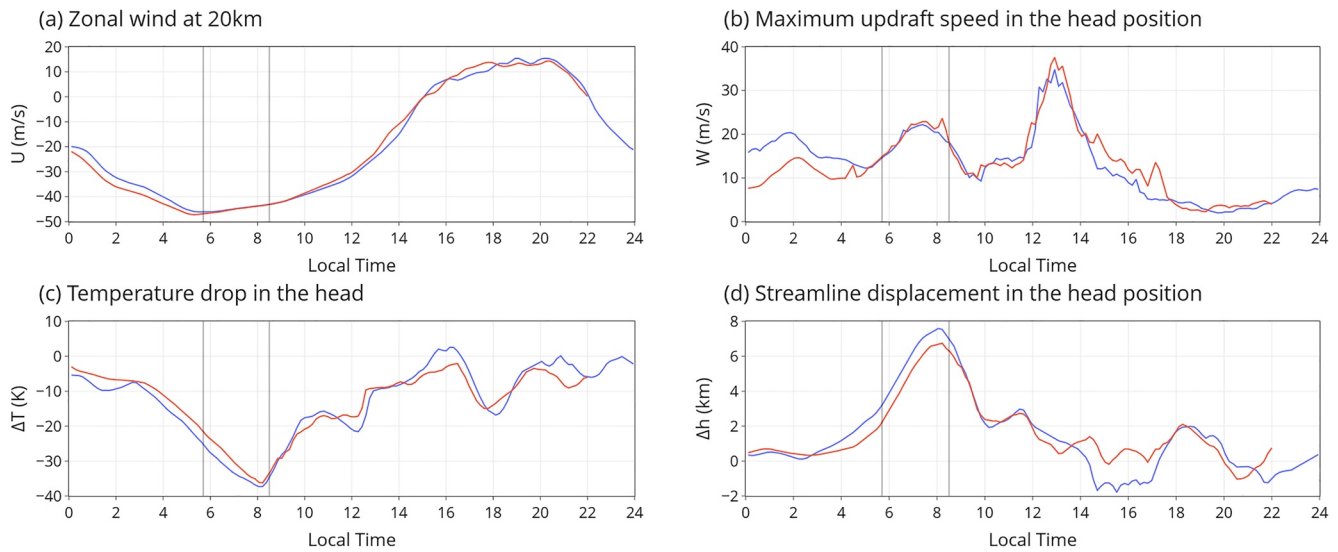 (a) Zonal wind at 20km
20
10
0
−10
−20
−30
−40
−50
U (m/s)
0 2 4 6 8 10 12 14 16 18 20 22 24
Local Time
(b) Maximum updraft speed in the head position
40
30
20
10
0
W (m/s)
0 2 4 6 8 10 12 14 16 18 20 22 24
Local Time
(c) Temperature drop in the head
10
0
−10
−20
−30
−40
ΔT (K)
0 2 4 6 8 10 12 14 16 18 20 22 24
Local Time
(d) Streamline displacement in the head position
8
6
4
2
0
−2
Δh (km)
0 2 4 6 8 10 12 14 16 18 20 22 24
Local Time